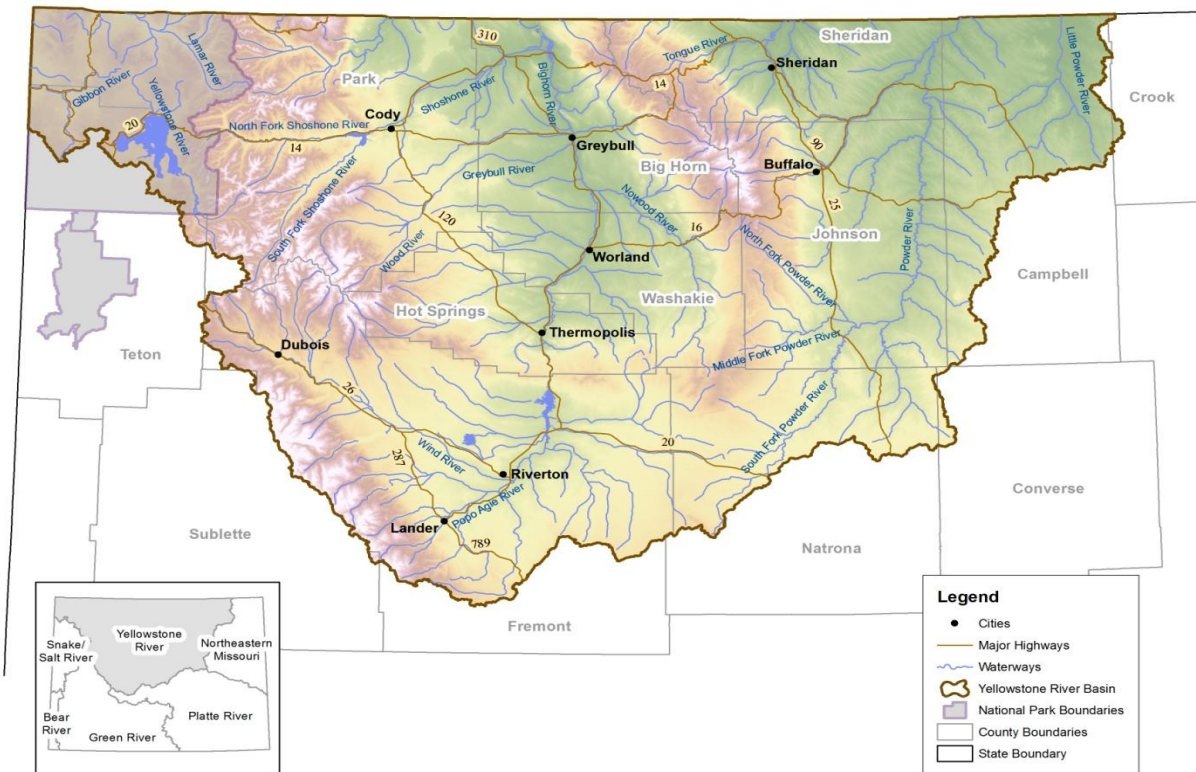 310
Tongue River
Sheridan
Little Powder River
Lamar River
Gibbon River
Yellowstone River
Park
Shoshone River
Bighorn River
14
Sheridan
Crook
20
North Fork Shoshone River
Cody
14
Greybull
Big Horn
Buffalo
90
Greybull River
South Fork Shoshone River
Nowood River
25
120
Wood River
16
North Fork Powder River
Johnson
Powder River
Worland
Campbell
Washakie
Hot Springs
Thermopolis
Teton
Dubois
Middle Fork Powder River
26
South Fork Powder River
287
Wind River
20
Riverton
Popo Agie River
Lander
Converse
Sublette
789
Natrona
Fremont
Yellowstone
River
Snake/
Salt River
Northeastern
Missouri
Bear
River
Platte River
Green River
Legend
Cities
Major Highways
Waterways
Yellowstone River Basin
National Park Boundaries
County Boundaries
State Boundary